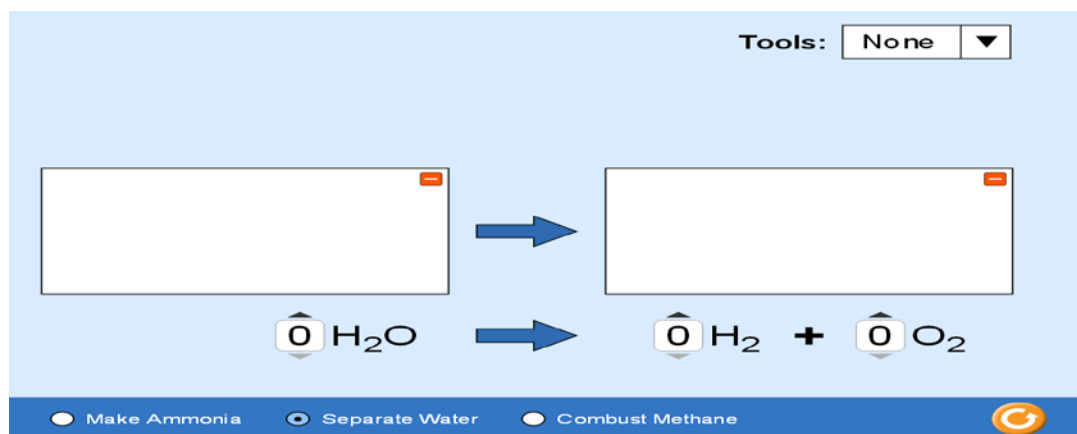 Tools: None
0 H₂O 0 H₂ + 0 O₂
Make Ammonia Separate Water Combust Methane